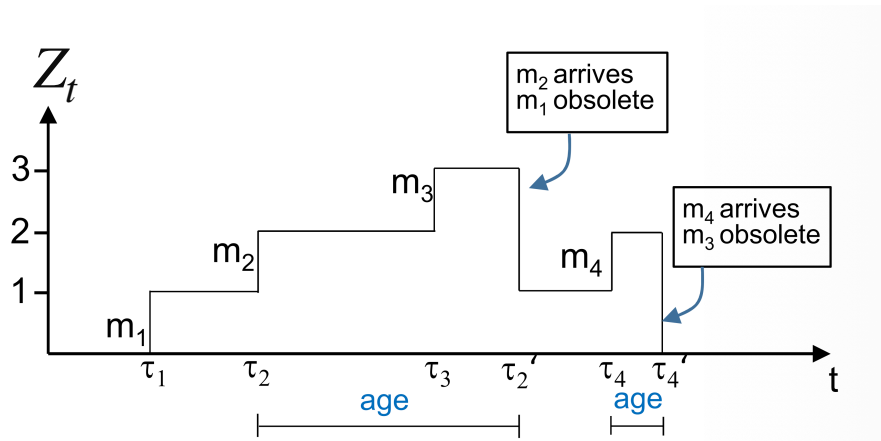 Zₜ
m₂ arrives
m₁ obsolete
3
m₃
m₄ arrives
m₃ obsolete
2
m₂
m₄
1
m₁
τ₁ τ₂ τ₃ τ₂‘ τ₄ τ₄‘
t
age age